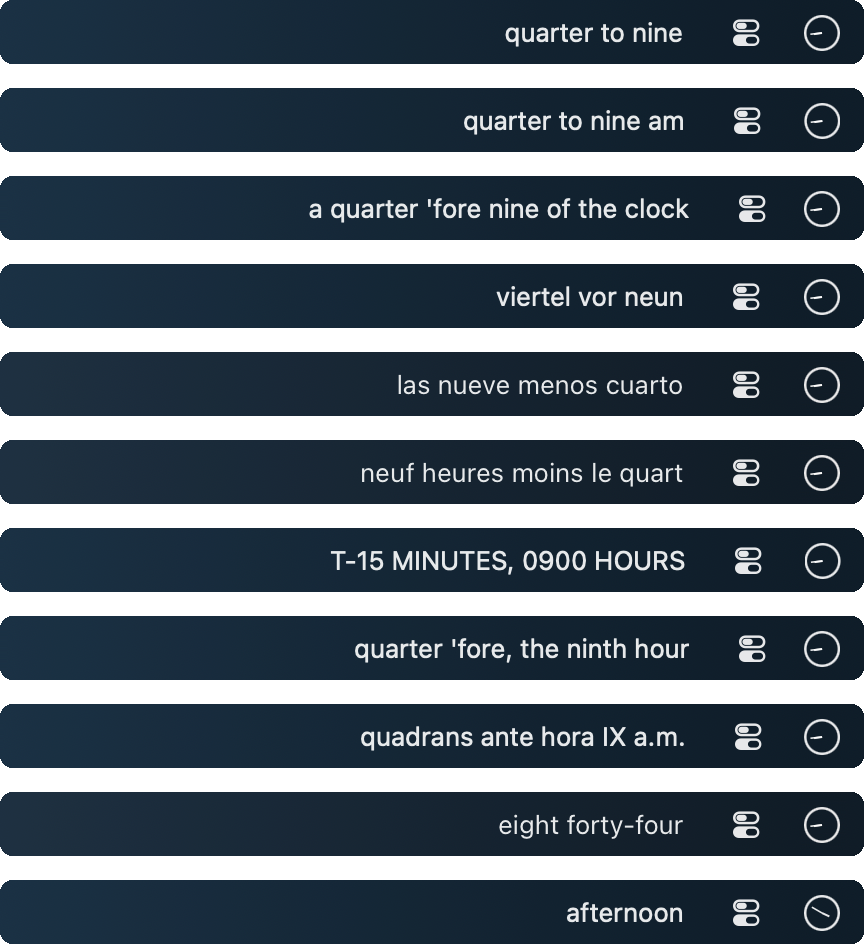 quarter to nine
quarter to nine am
a quarter 'fore nine of the clock
viertel vor neun
las nueve menos cuarto
neuf heures moins le quart
T-15 MINUTES, 0900 HOURS
quarter 'fore, the ninth hour
quadrans ante hora IX a.m.
eight forty-four
afternoon